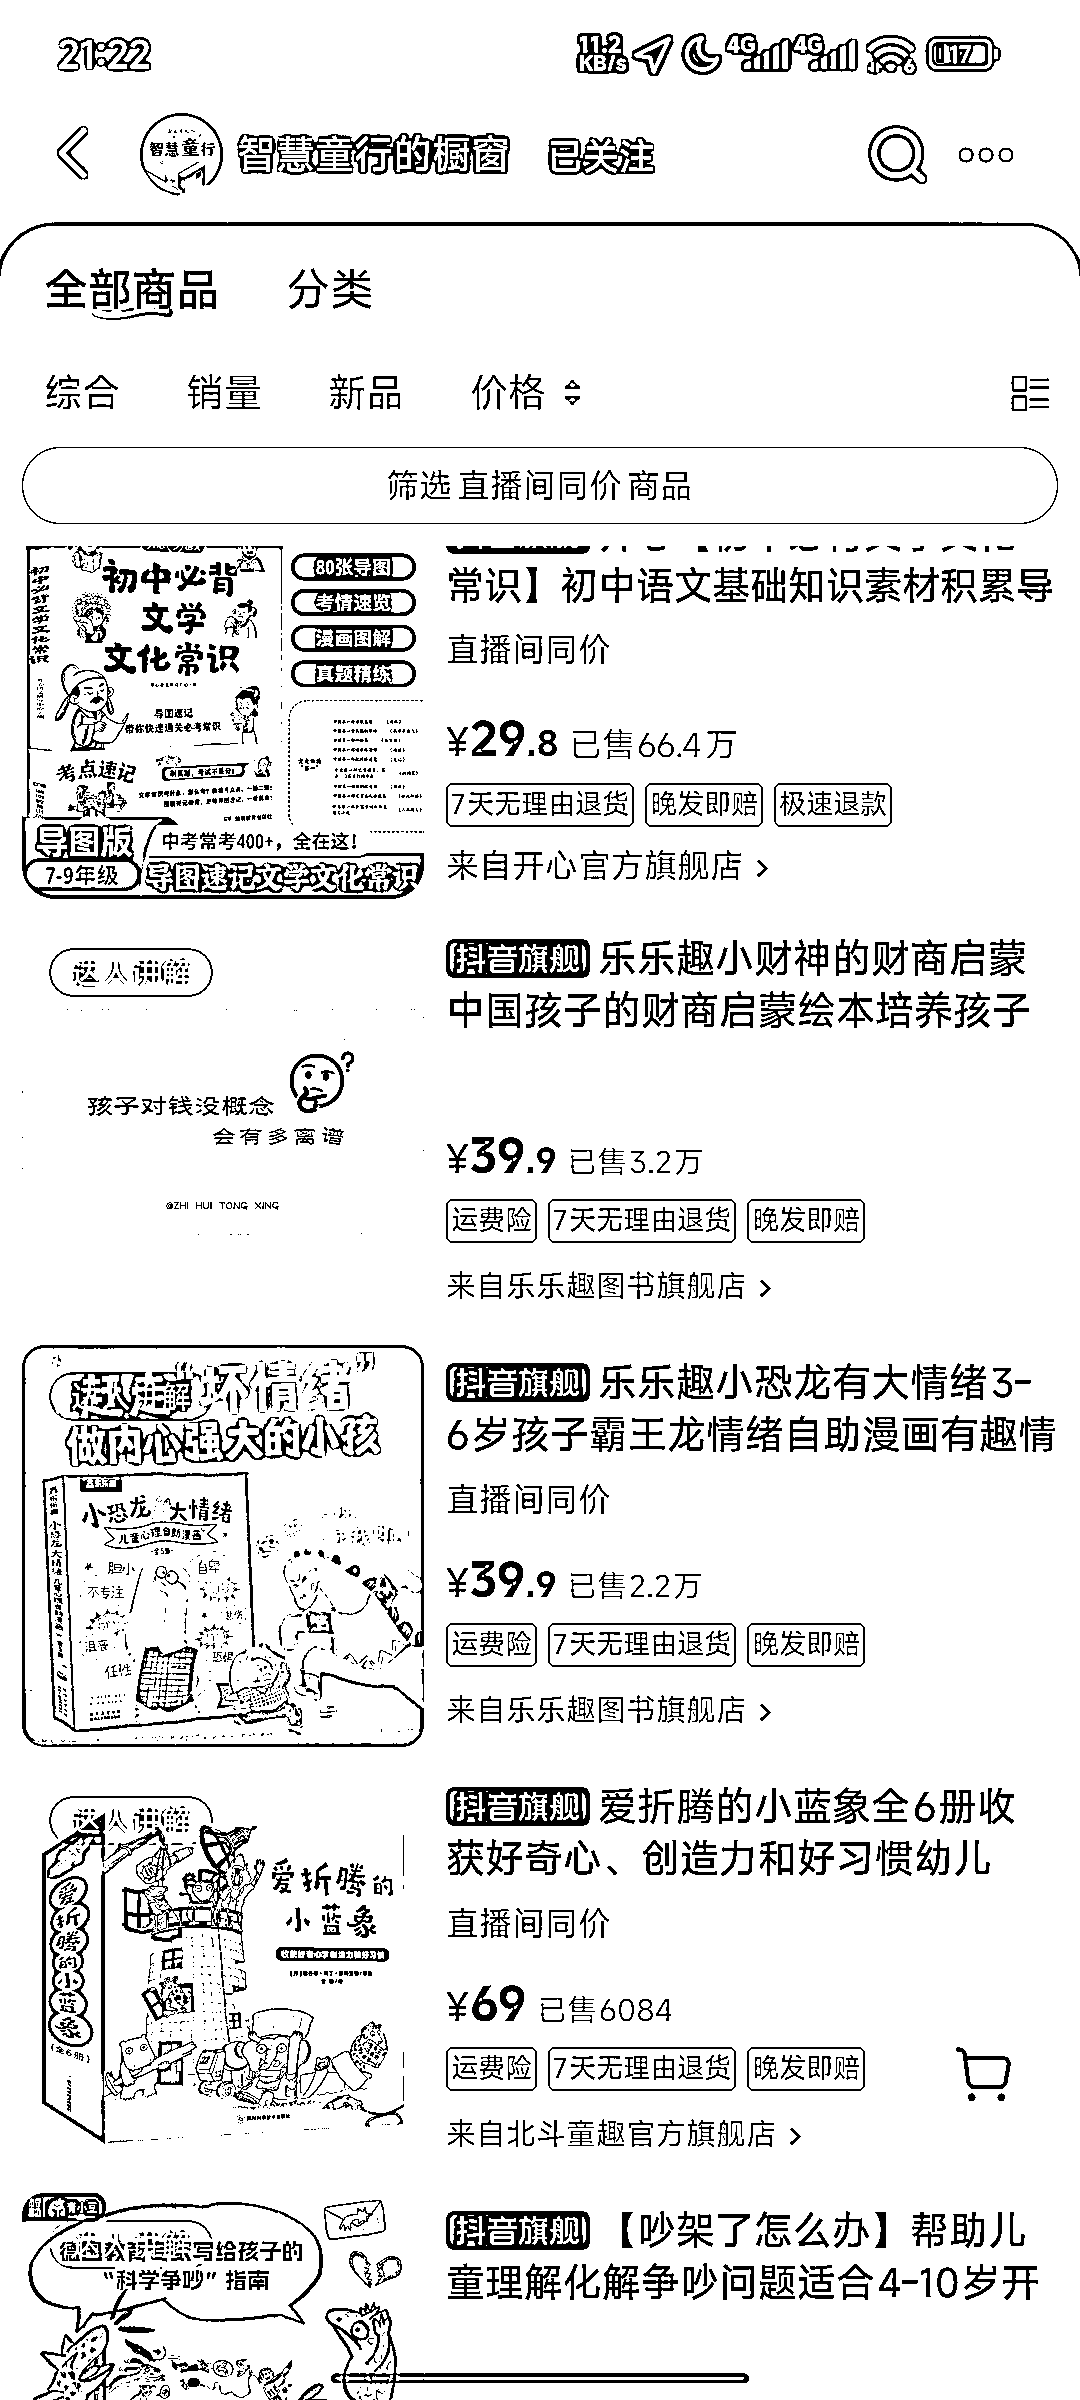 21:22
11.2 KB/s 4G 4G 17
智慧童行 智慧童行的橱窗 已关注
全部商品 分类
综合 销量 新品 价格
筛选直播间同价商品
初中必背
文学
文化常识
导图速记
带你快速通关必考常识
考点速记
80张导图
考情速览
漫画图解
真题精练
导图版
7-9年级
中考常考400+，全在这！
导图速记文学文化常识
常识】初中语文基础知识素材积累导
直播间同价
¥29.8 已售66.4万
7天无理由退货 晚发即赔 极速退款
来自开心官方旗舰店 >
达人讲解
孩子对钱没概念
会有多离谱
@ZHI HUI TONG XING
抖音旗舰 乐乐趣小财神的财商启蒙
中国孩子的财商启蒙绘本培养孩子
¥39.9 已售3.2万
运费险 7天无理由退货 晚发即赔
来自乐乐趣图书旗舰店 >
“坏情绪”
做内心强大的小孩
小恐龙 大情绪
儿童心理自助漫画
胆小
自卑
不专注
沮丧
任性
抖音旗舰 乐乐趣小恐龙有大情绪3-
6岁孩子霸王龙情绪自助漫画有趣情
直播间同价
¥39.9 已售2.2万
运费险 7天无理由退货 晚发即赔
来自乐乐趣图书旗舰店 >
达人讲解
爱折腾的小蓝象
(全6册)
爱折腾的
小蓝象
抖音旗舰 爱折腾的小蓝象全6册收
获好奇心、创造力和好习惯幼儿
直播间同价
¥69 已售6084
运费险 7天无理由退货 晚发即赔
来自北斗童趣官方旗舰店 >
写给孩子的
“科学争吵”指南
抖音旗舰 【吵架了怎么办】帮助儿
童理解化解争吵问题适合4-10岁开